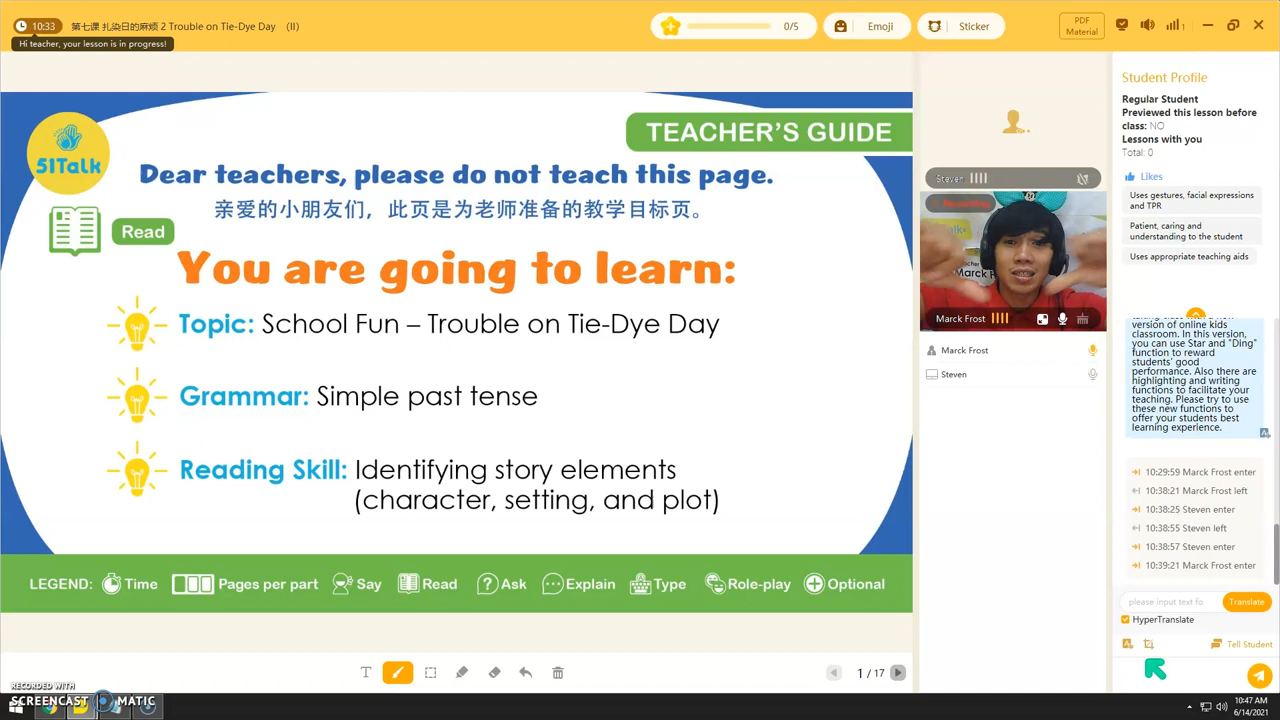 10:33 第七课 扎染日的麻烦 2 Trouble on Tie-Dye Day （II）
0/5
Emoji
Sticker
PDF
Material
1
Hi teacher, your lesson is in progress!
TEACHER'S GUIDE
51Talk
Dear teachers, please do not teach this page.
亲爱的小朋友们，此页是为老师准备的教学目标页。
Read
You are going to learn:
Topic: School Fun – Trouble on Tie-Dye Day
Grammar: Simple past tense
Reading Skill: Identifying story elements
(character, setting, and plot)
LEGEND: Time Pages per part Say Read Ask Explain Type Role-play Optional
1 / 17
Steven
Marck Frost
Marck Frost
Steven
Student Profile
Regular Student
Previewed this lesson before
class: NO
Lessons with you
Total: 0
Likes
Uses gestures, facial expressions
and TPR
Patient, caring and
understanding to the student
Uses appropriate teaching aids
version of online kids
classroom. In this version,
you can use Star and "Ding"
function to reward
students' good
performance. Also there are
highlighting and writing
functions to facilitate your
teaching. Please try to use
these new functions to
offer your students best
learning experience.
10:29:59 Marck Frost enter
10:38:21 Marck Frost left
10:38:25 Steven enter
10:38:55 Steven left
10:38:57 Steven enter
10:39:21 Marck Frost enter
please input text fo
Translate
HyperTranslate
Tell Student
RECORDED WITH
SCREENCAST MATIC
10:47 AM
6/14/2021